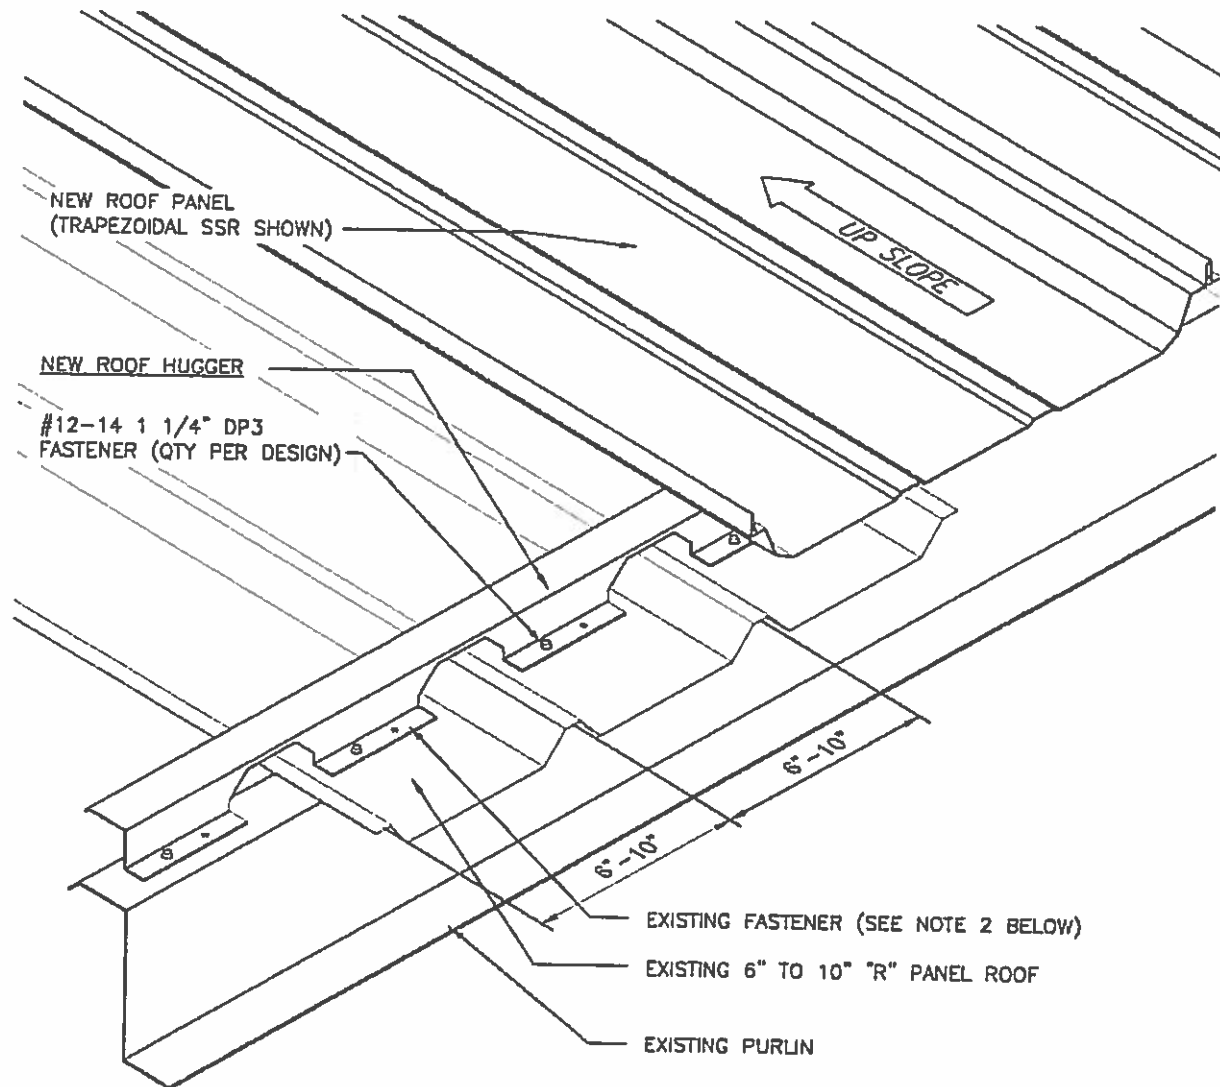 NEW ROOF PANEL
(TRAPEZOIDAL SSR SHOWN)
UP SLOPE
NEW ROOF HUGGER
#12-14 1 1/4" DP3
FASTENER (QTY PER DESIGN)
6"-10"
6"-10"
EXISTING FASTENER (SEE NOTE 2 BELOW)
EXISTING 6" TO 10" "R" PANEL ROOF
EXISTING PURLIN